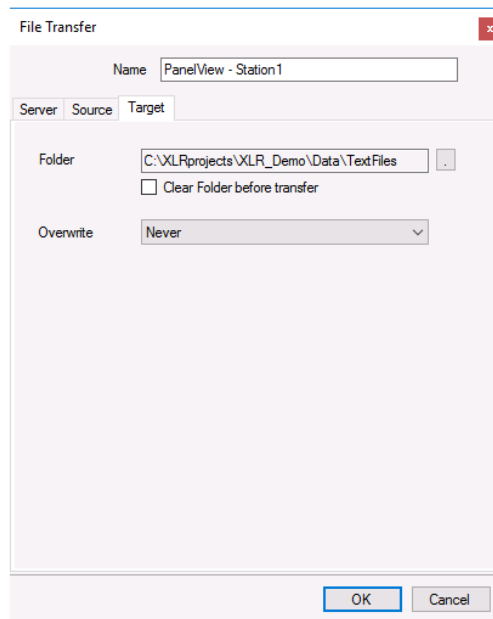 File Transfer
x
Name PanelView - Station1
Server Source Target
Folder C:\XLRprojects\XLR_Demo\Data\TextFiles .
Clear Folder before transfer
Overwrite Never
OK Cancel